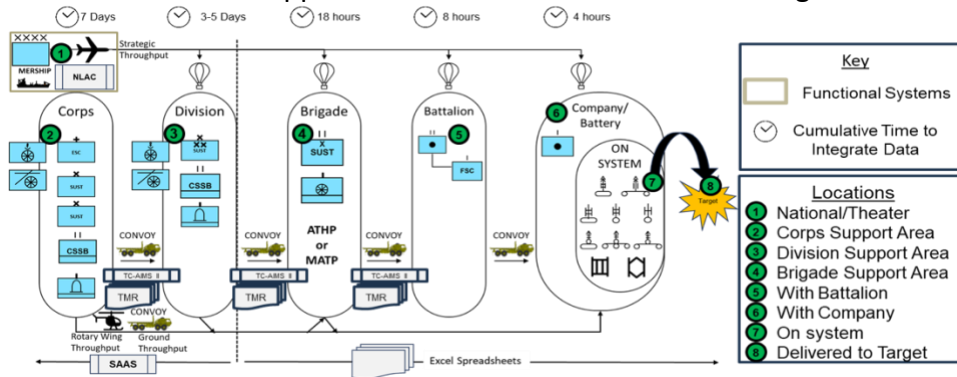 7 Days
3-5 Days
18 hours
8 hours
4 hours
XXXX
1
MERSHIP
NLAC
Strategic
Throughput
Corps
Division
Brigade
Battalion
Company/
Battery
2
3
4
5
6
ESC
SUST
SUST
CSSB
SUST
CSSB
SUST
ATHP
or
MATP
FSC
ON
SYSTEM
7
8
Target
CONVOY
CONVOY
CONVOY
CONVOY
TC-AMS II
TC-AIMS II
TC-AIMS II
TMR
TMR
TMR
CONVOY
Rotary Wing
Throughput
Ground
Throughput
SAAS
Excel Spreadsheets
Key
Functional Systems
Cumulative Time to
Integrate Data
Locations
1 National/Theater
2 Corps Support Area
3 Division Support Area
4 Brigade Support Area
5 With Battalion
6 With Company
7 On system
8 Delivered to Target